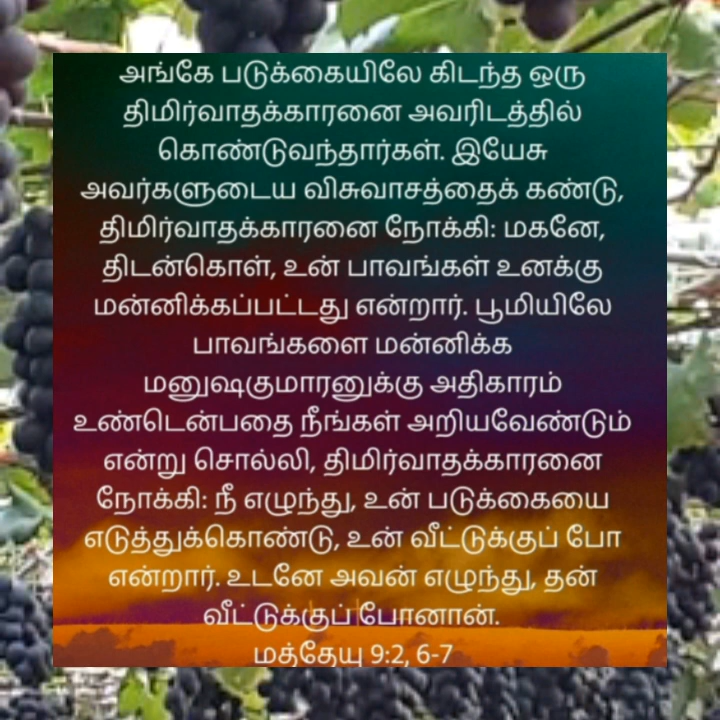 அங்கே படுக்கையிலே கிடந்த ஒரு
திமிர்வாதக்காரனை அவரிடத்தில்
கொண்டுவந்தார்கள். இயேசு
அவர்களுடைய விசுவாசத்தைக் கண்டு,
திமிர்வாதக்காரனை நோக்கி: மகனே,
திடன்கொள், உன் பாவங்கள் உனக்கு
மன்னிக்கப்பட்டது என்றார். பூமியிலே
பாவங்களை மன்னிக்க
மனுஷகுமாரனுக்கு அதிகாரம்
உண்டென்பதை நீங்கள் அறியவேண்டும்
என்று சொல்லி, திமிர்வாதக்காரனை
நோக்கி: நீ எழுந்து, உன் படுக்கையை
எடுத்துக்கொண்டு, உன் வீட்டுக்குப் போ
என்றார். உடனே அவன் எழுந்து, தன்
வீட்டுக்குப் போனான்.
மத்தேயு 9:2, 6-7